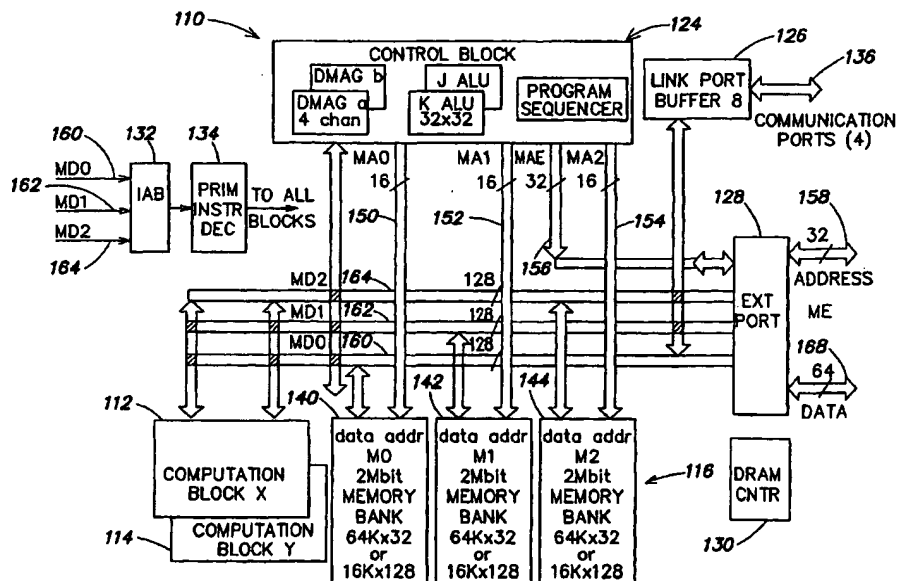 110
124
CONTROL BLOCK
DMAG b
DMAG a
4 chan
J ALU
K ALU
32x32
PROGRAM
SEQUENCER
126
LINK PORT
BUFFER 8
136
COMMUNICATION
PORTS (4)
160
132
134
MD0
162
MD1
MD2
164
IAB
PRIM
INSTR
DEC
TO ALL
BLOCKS
MA0
16
150
MA1
16
152
MAE
32
156
MA2
16
154
128
EXT
PORT
158
32
ADDRESS
ME
168
64
DATA
MD2
164
128
MD1
162
128
MD0
160
128
112
COMPUTATION
BLOCK X
114
COMPUTATION
BLOCK Y
140
data addr
M0
2Mbit
MEMORY
BANK
64Kx32
or
16Kx128
142
data addr
M1
2Mbit
MEMORY
BANK
64Kx32
or
16Kx128
144
data addr
M2
2Mbit
MEMORY
BANK
64Kx32
or
16Kx128
116
DRAM
CNTR
130